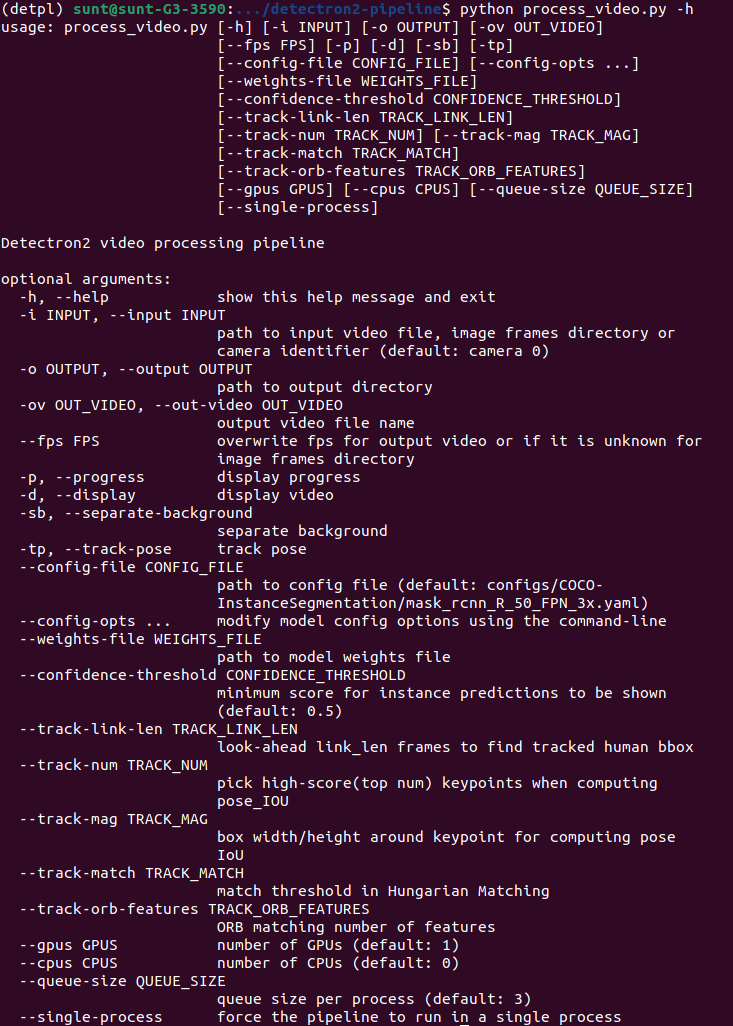 (detpl) sunt@sunt-G3-3590:.../detectron2-pipeline$ python process_video.py -h
usage: process_video.py [-h] [-i INPUT] [-o OUTPUT] [-ov OUT_VIDEO]
                        [--fps FPS] [-p] [-d] [-sb] [-tp]
                        [--config-file CONFIG_FILE] [--config-opts ...]
                        [--weights-file WEIGHTS_FILE]
                        [--confidence-threshold CONFIDENCE_THRESHOLD]
                        [--track-link-len TRACK_LINK_LEN]
                        [--track-num TRACK_NUM] [--track-mag TRACK_MAG]
                        [--track-match TRACK_MATCH]
                        [--track-orb-features TRACK_ORB_FEATURES]
                        [--gpus GPUS] [--cpus CPUS] [--queue-size QUEUE_SIZE]
                        [--single-process]

Detectron2 video processing pipeline

optional arguments:
  -h, --help            show this help message and exit
  -i INPUT, --input INPUT
                        path to input video file, image frames directory or
                        camera identifier (default: camera 0)
  -o OUTPUT, --output OUTPUT
                        path to output directory
  -ov OUT_VIDEO, --out-video OUT_VIDEO
                        output video file name
  --fps FPS             overwrite fps for output video or if it is unknown for
                        image frames directory
  -p, --progress        display progress
  -d, --display         display video
  -sb, --separate-background
                        separate background
  -tp, --track-pose     track pose
  --config-file CONFIG_FILE
                        path to config file (default: configs/COCO-
                        InstanceSegmentation/mask_rcnn_R_50_FPN_3x.yaml)
  --config-opts ...     modify model config options using the command-line
  --weights-file WEIGHTS_FILE
                        path to model weights file
  --confidence-threshold CONFIDENCE_THRESHOLD
                        minimum score for instance predictions to be shown
                        (default: 0.5)
  --track-link-len TRACK_LINK_LEN
                        look-ahead link_len frames to find tracked human bbox
  --track-num TRACK_NUM
                        pick high-score(top num) keypoints when computing
                        pose_IOU
  --track-mag TRACK_MAG
                        box width/height around keypoint for computing pose
                        IoU
  --track-match TRACK_MATCH
                        match threshold in Hungarian Matching
  --track-orb-features TRACK_ORB_FEATURES
                        ORB matching number of features
  --gpus GPUS           number of GPUs (default: 1)
  --cpus CPUS           number of CPUs (default: 0)
  --queue-size QUEUE_SIZE
                        queue size per process (default: 3)
  --single-process      force the pipeline to run in a single process